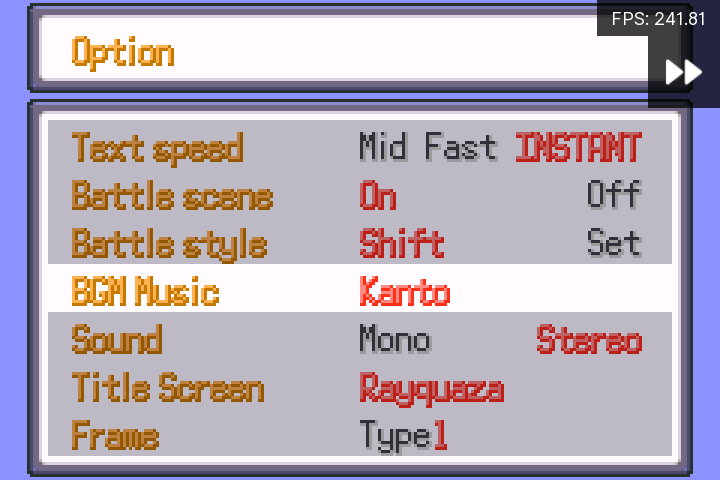 FPS: 241.81
Option
Text speed Mid Fast INSTANT
Battle scene On Off
Battle style Shift Set
BGM Music Kanto
Sound Mono Stereo
Title Screen Rayquaza
Frame Type1